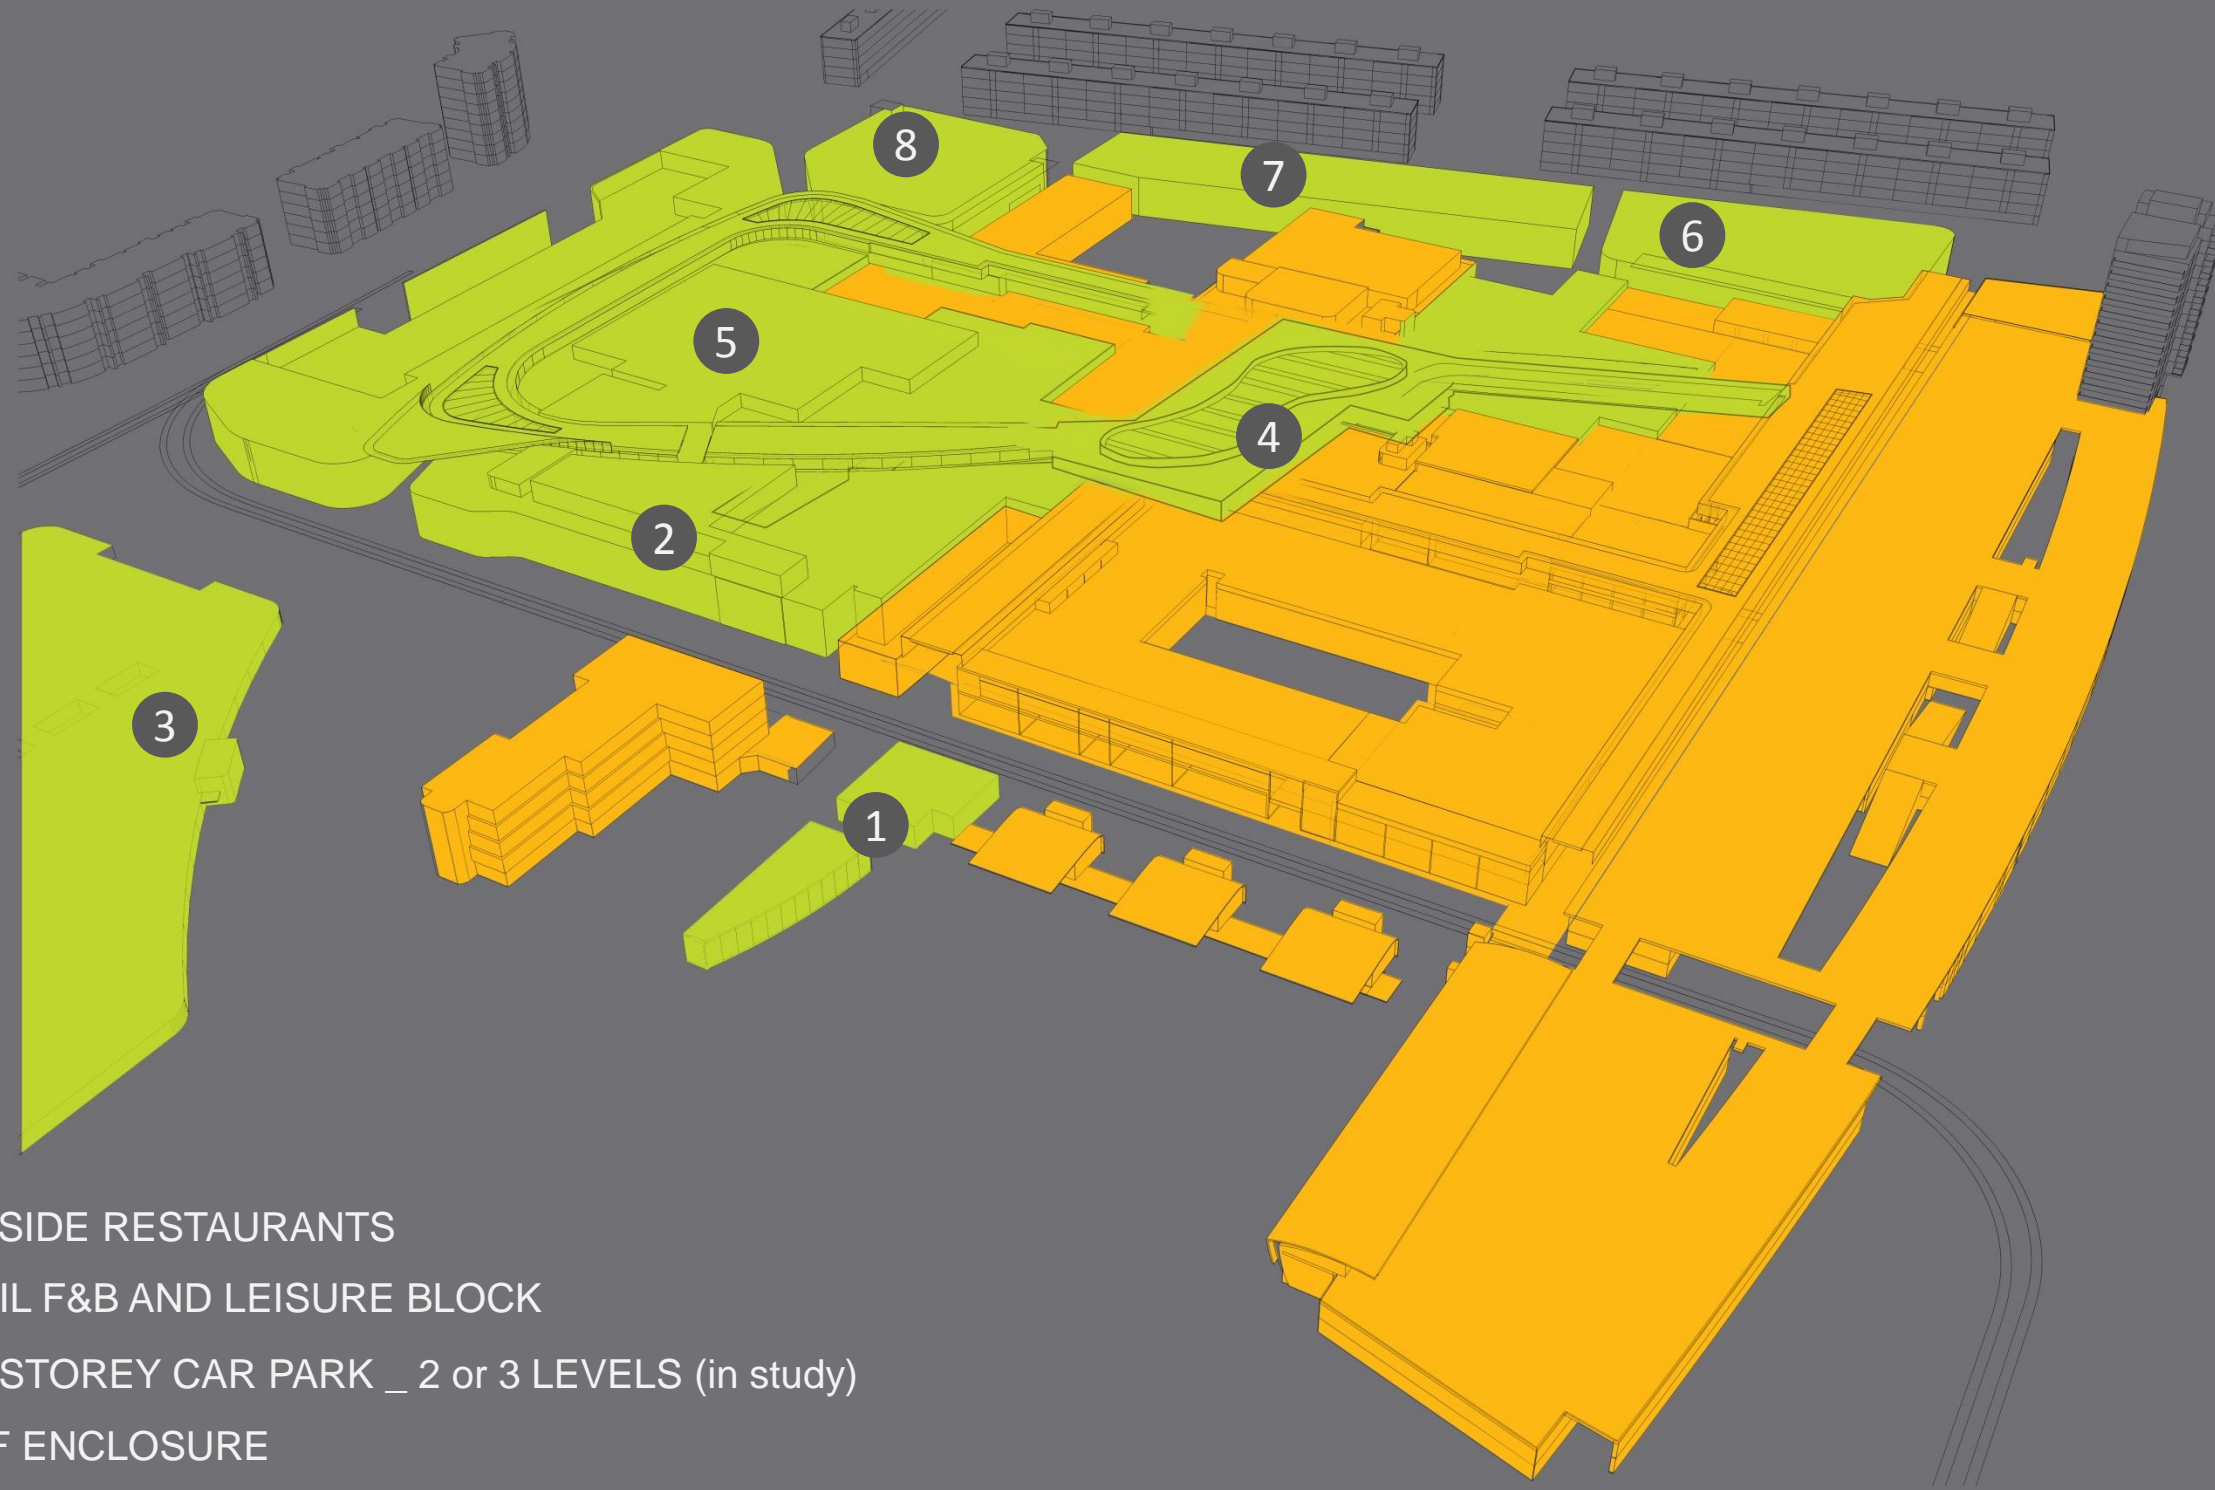 8
7
6
5
4
2
3
1
SIDE RESTAURANTS
IL F&B AND LEISURE BLOCK
STOREY CAR PARK _ 2 or 3 LEVELS (in study)
F ENCLOSURE